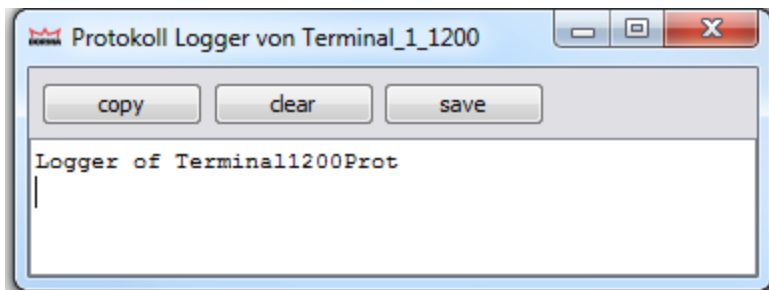 Protokoll Logger von Terminal_1_1200
copy clear save
Logger of Terminal1200Prot